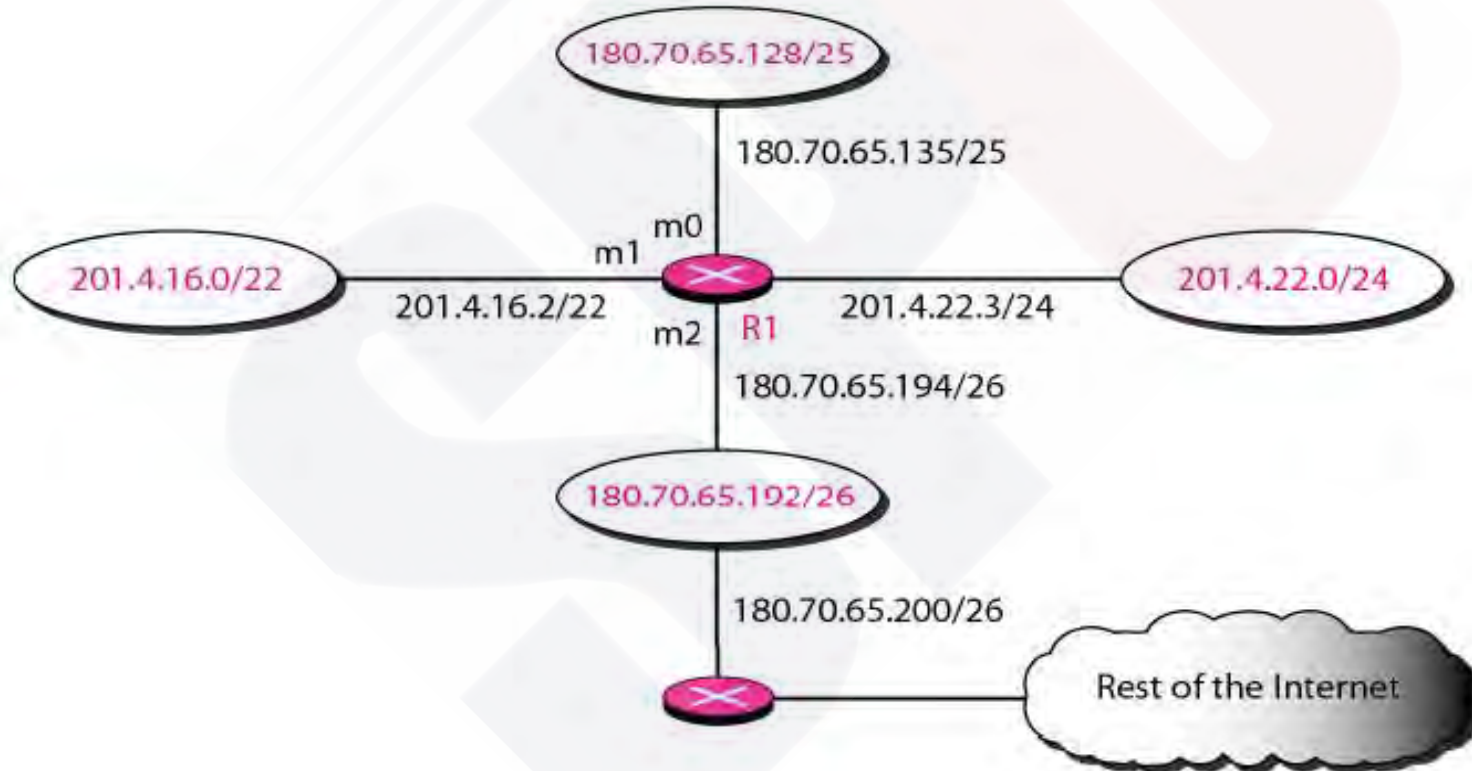 180.70.65.128/25
180.70.65.135/25
m0
m1
201.4.16.0/22
201.4.16.2/22
201.4.22.3/24
201.4.22.0/24
m2
R1
180.70.65.194/26
180.70.65.192/26
180.70.65.200/26
Rest of the Internet